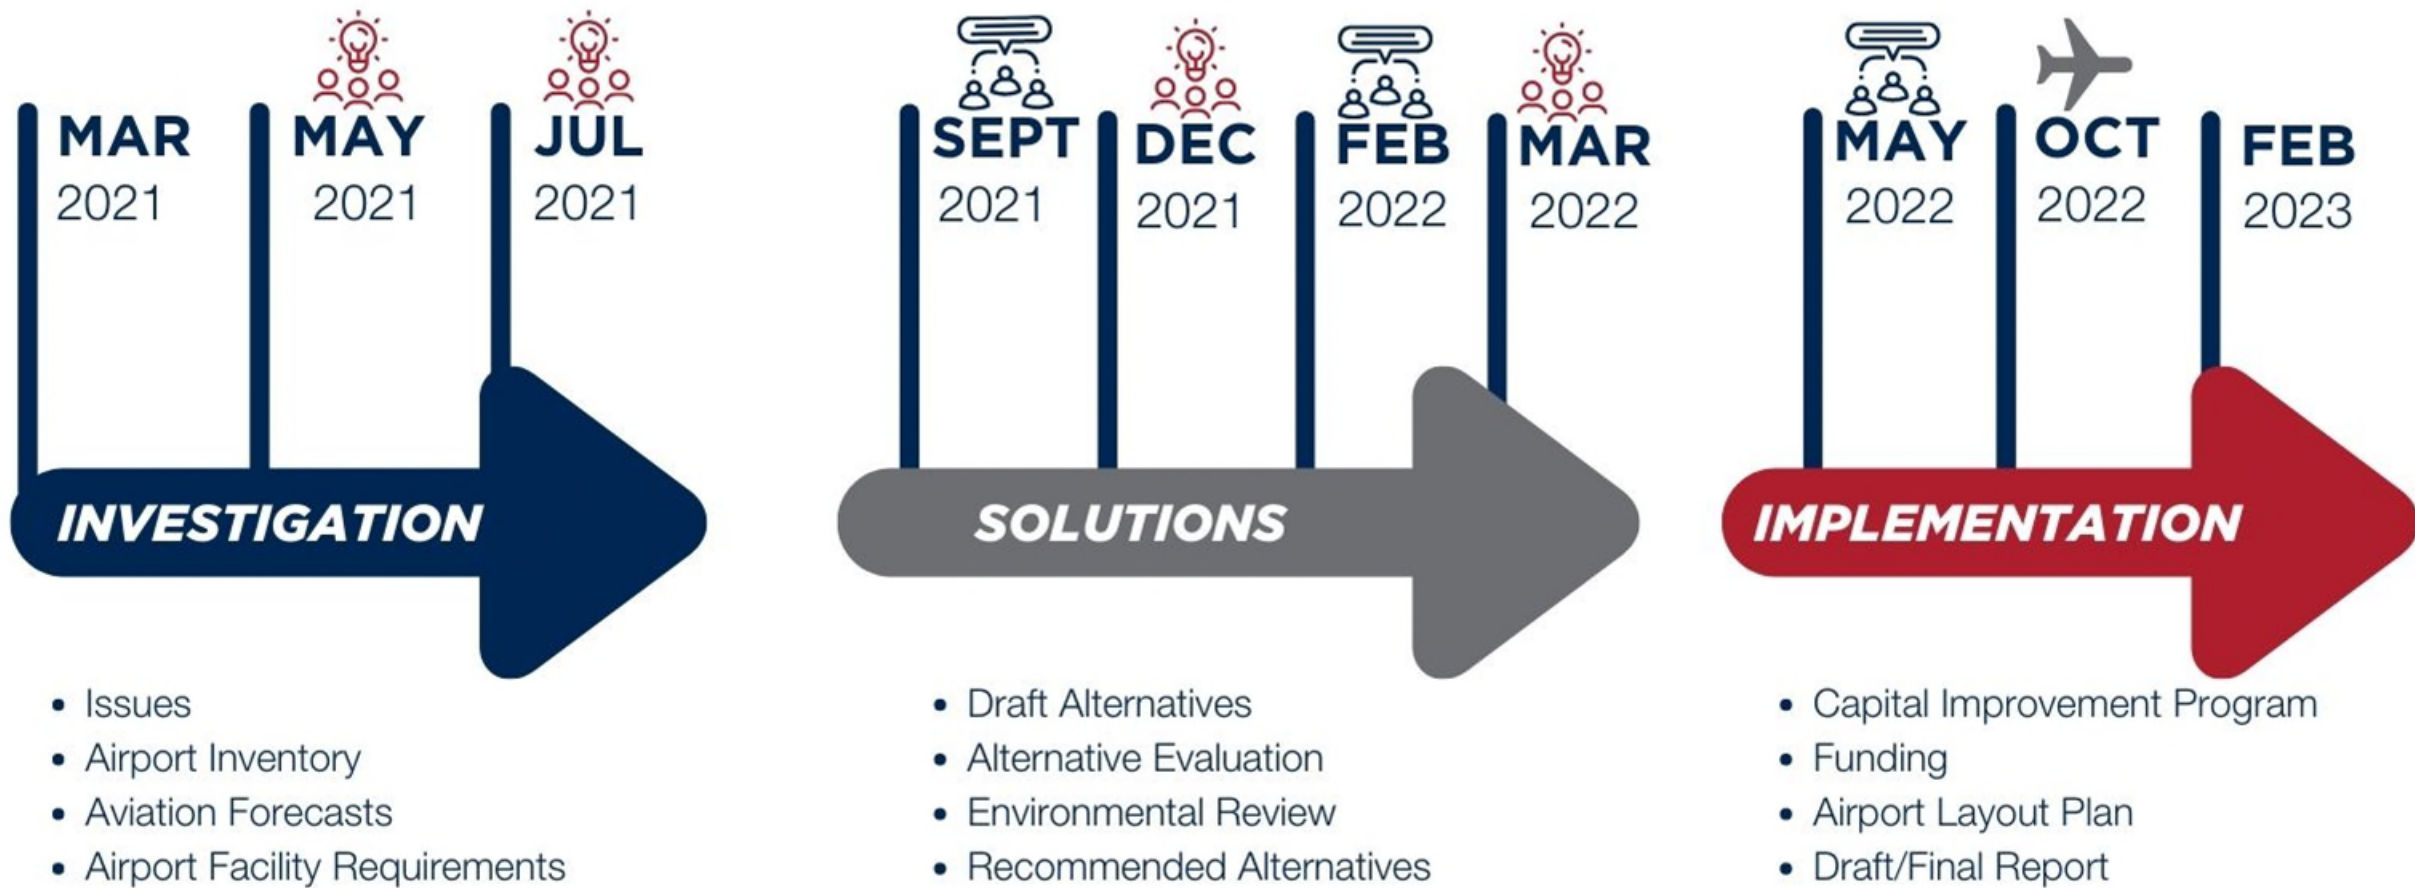 MAR
2021
MAY
2021
JUL
2021
SEPT
2021
DEC
2021
FEB
2022
MAR
2022
MAY
2022
OCT
2022
FEB
2023
INVESTIGATION
SOLUTIONS
IMPLEMENTATION
• Issues
• Airport Inventory
• Aviation Forecasts
• Airport Facility Requirements
• Draft Alternatives
• Alternative Evaluation
• Environmental Review
• Recommended Alternatives
• Capital Improvement Program
• Funding
• Airport Layout Plan
• Draft/Final Report